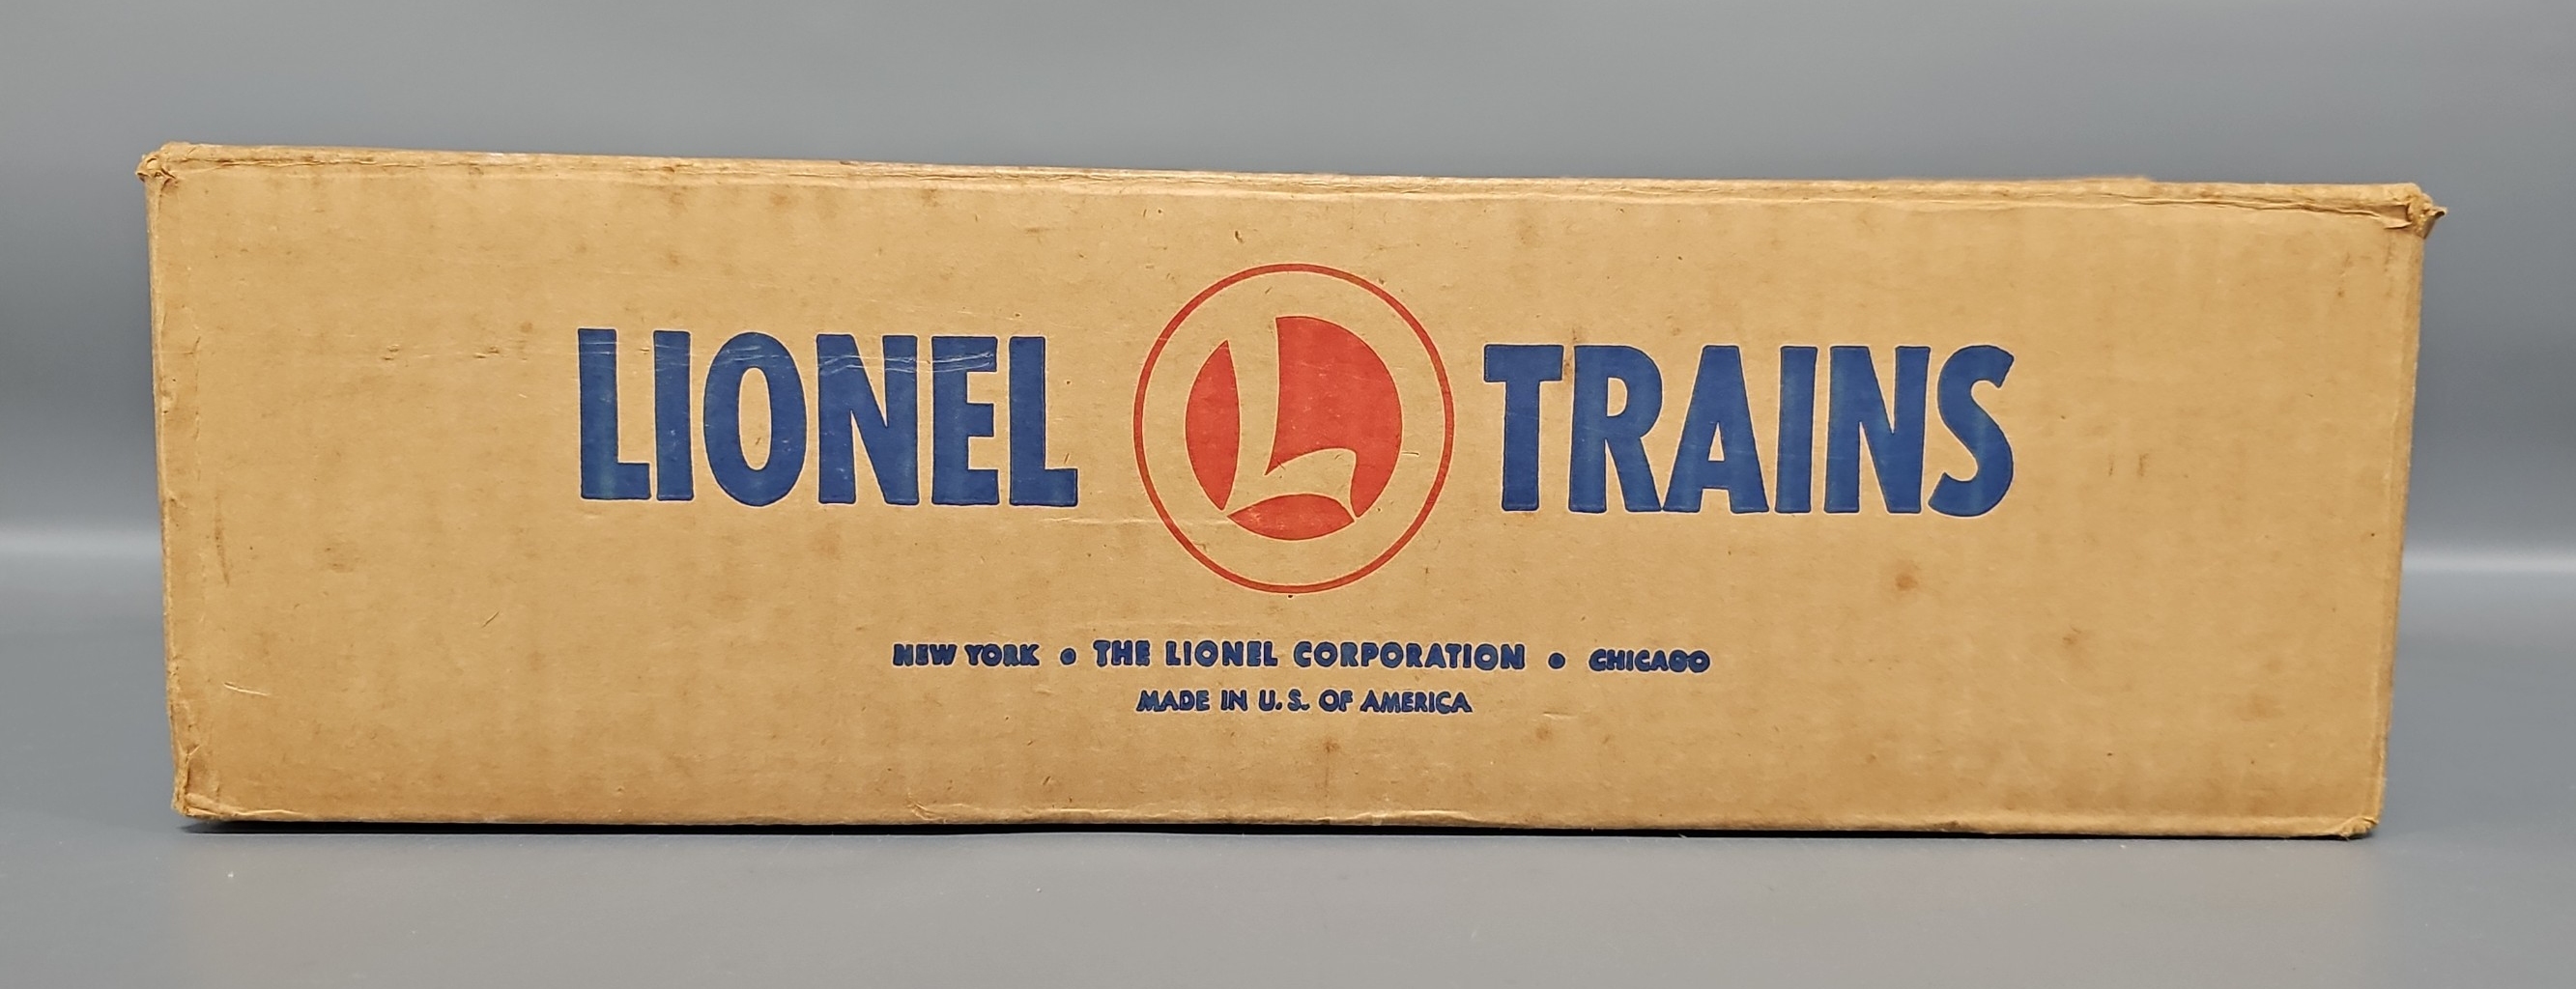 LIONEL L TRAINS
NEW YORK • THE LIONEL CORPORATION • CHICAGO
MADE IN U.S. OF AMERICA